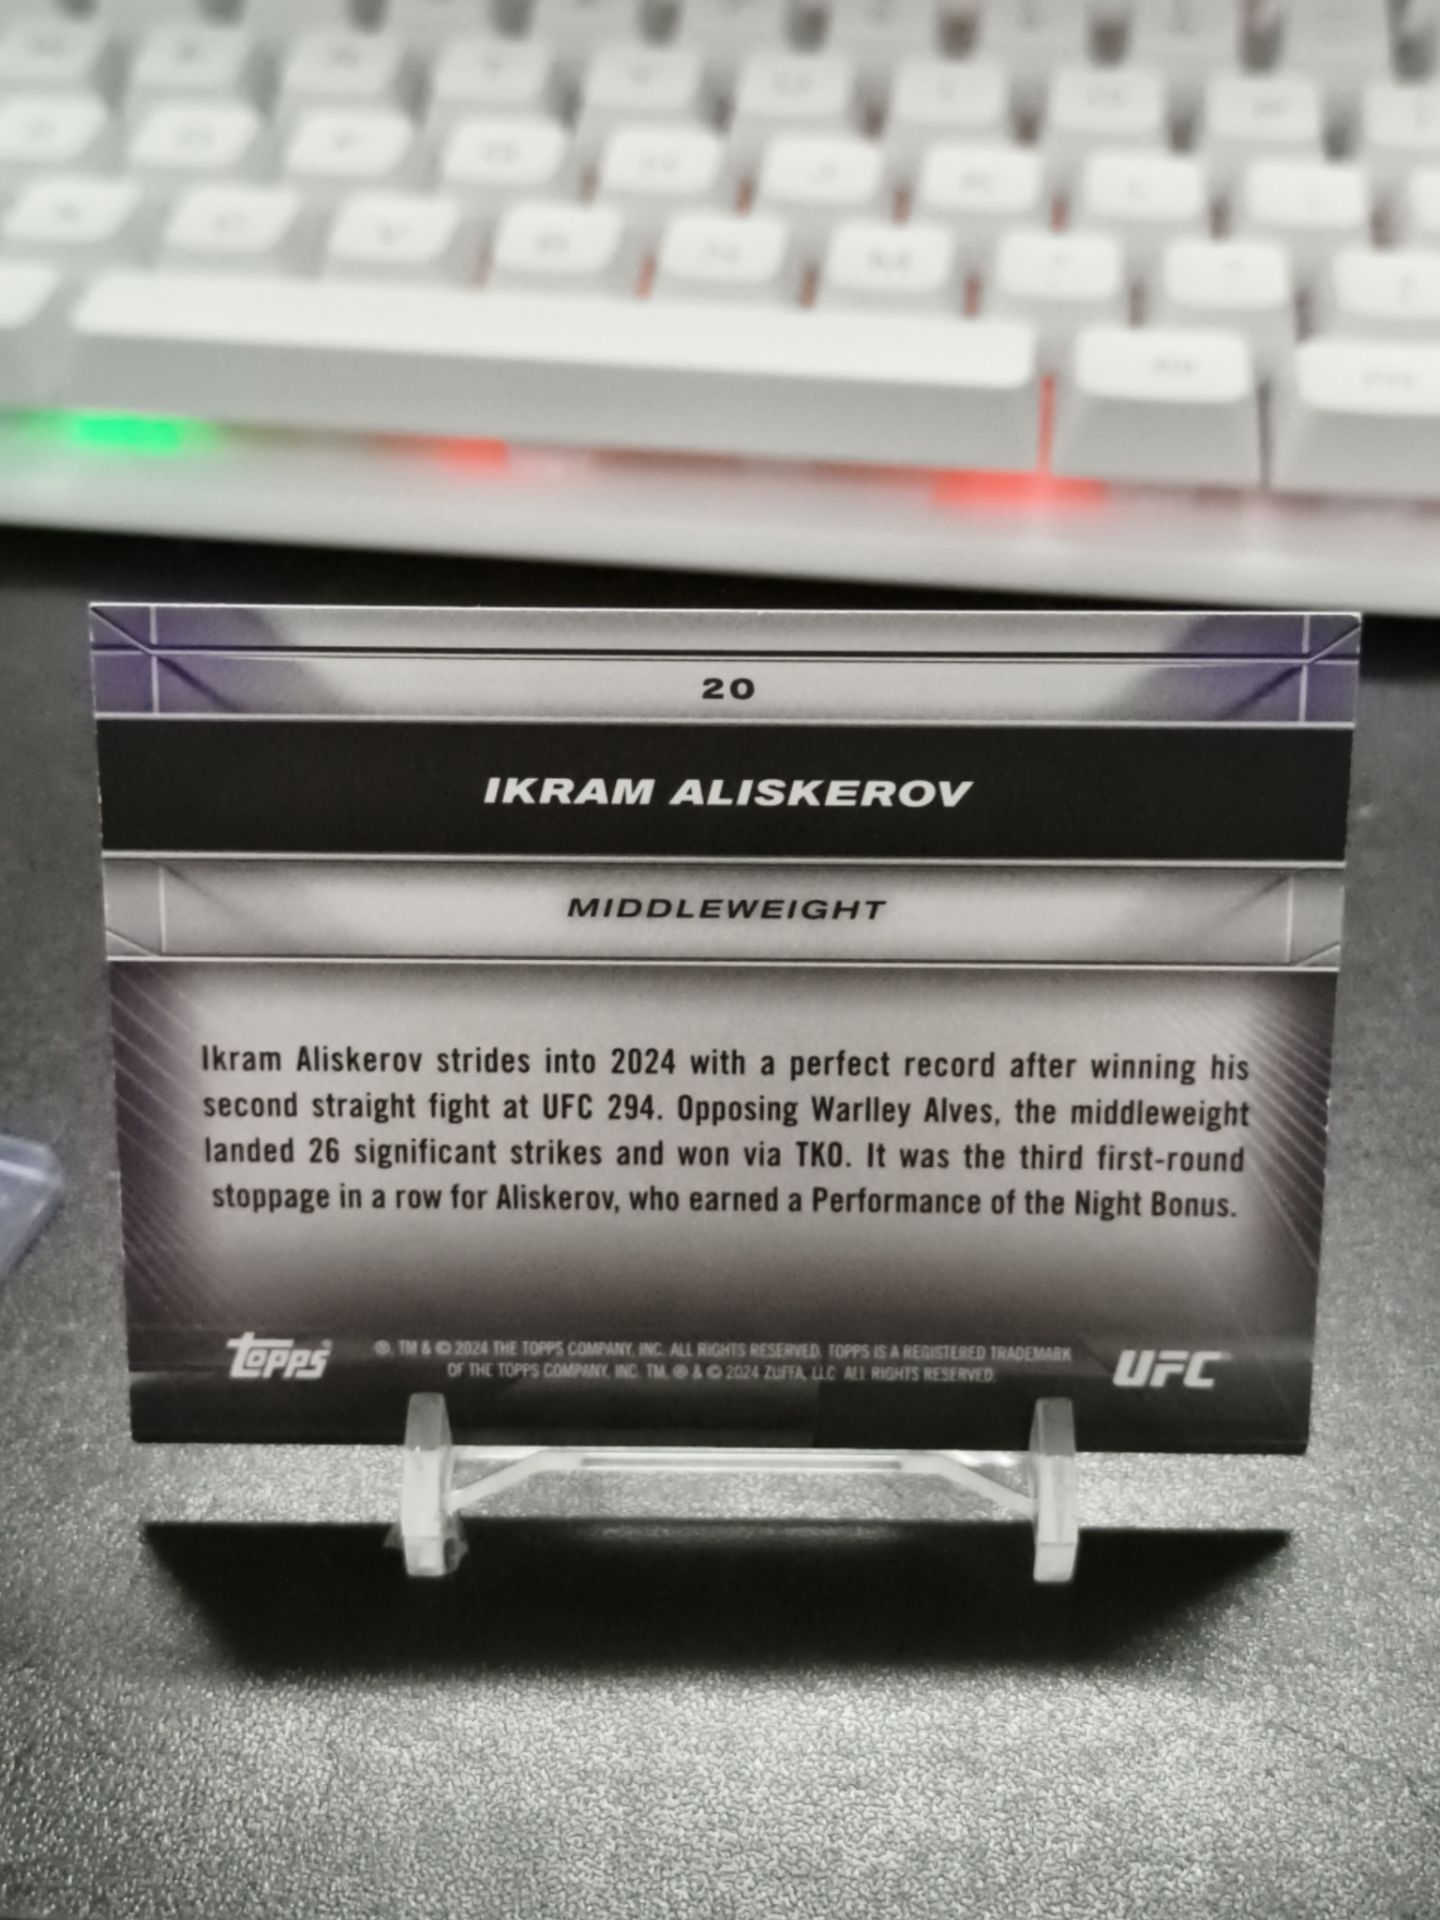 X C V B N M
20
IKRAM ALISKEROV
MIDDLEWEIGHT
Ikram Aliskerov strides into 2024 with a perfect record after winning his
second straight fight at UFC 294. Opposing Warlley Alves, the middleweight
landed 26 significant strikes and won via TKO. It was the third first-round
stoppage in a row for Aliskerov, who earned a Performance of the Night Bonus.
topps
®, TM & © 2024 THE TOPPS COMPANY, INC. ALL RIGHTS RESERVED. TOPPS IS A REGISTERED TRADEMARK
OF THE TOPPS COMPANY, INC. TM, ® & © 2024 ZUFFA, LLC ALL RIGHTS RESERVED.
UFC